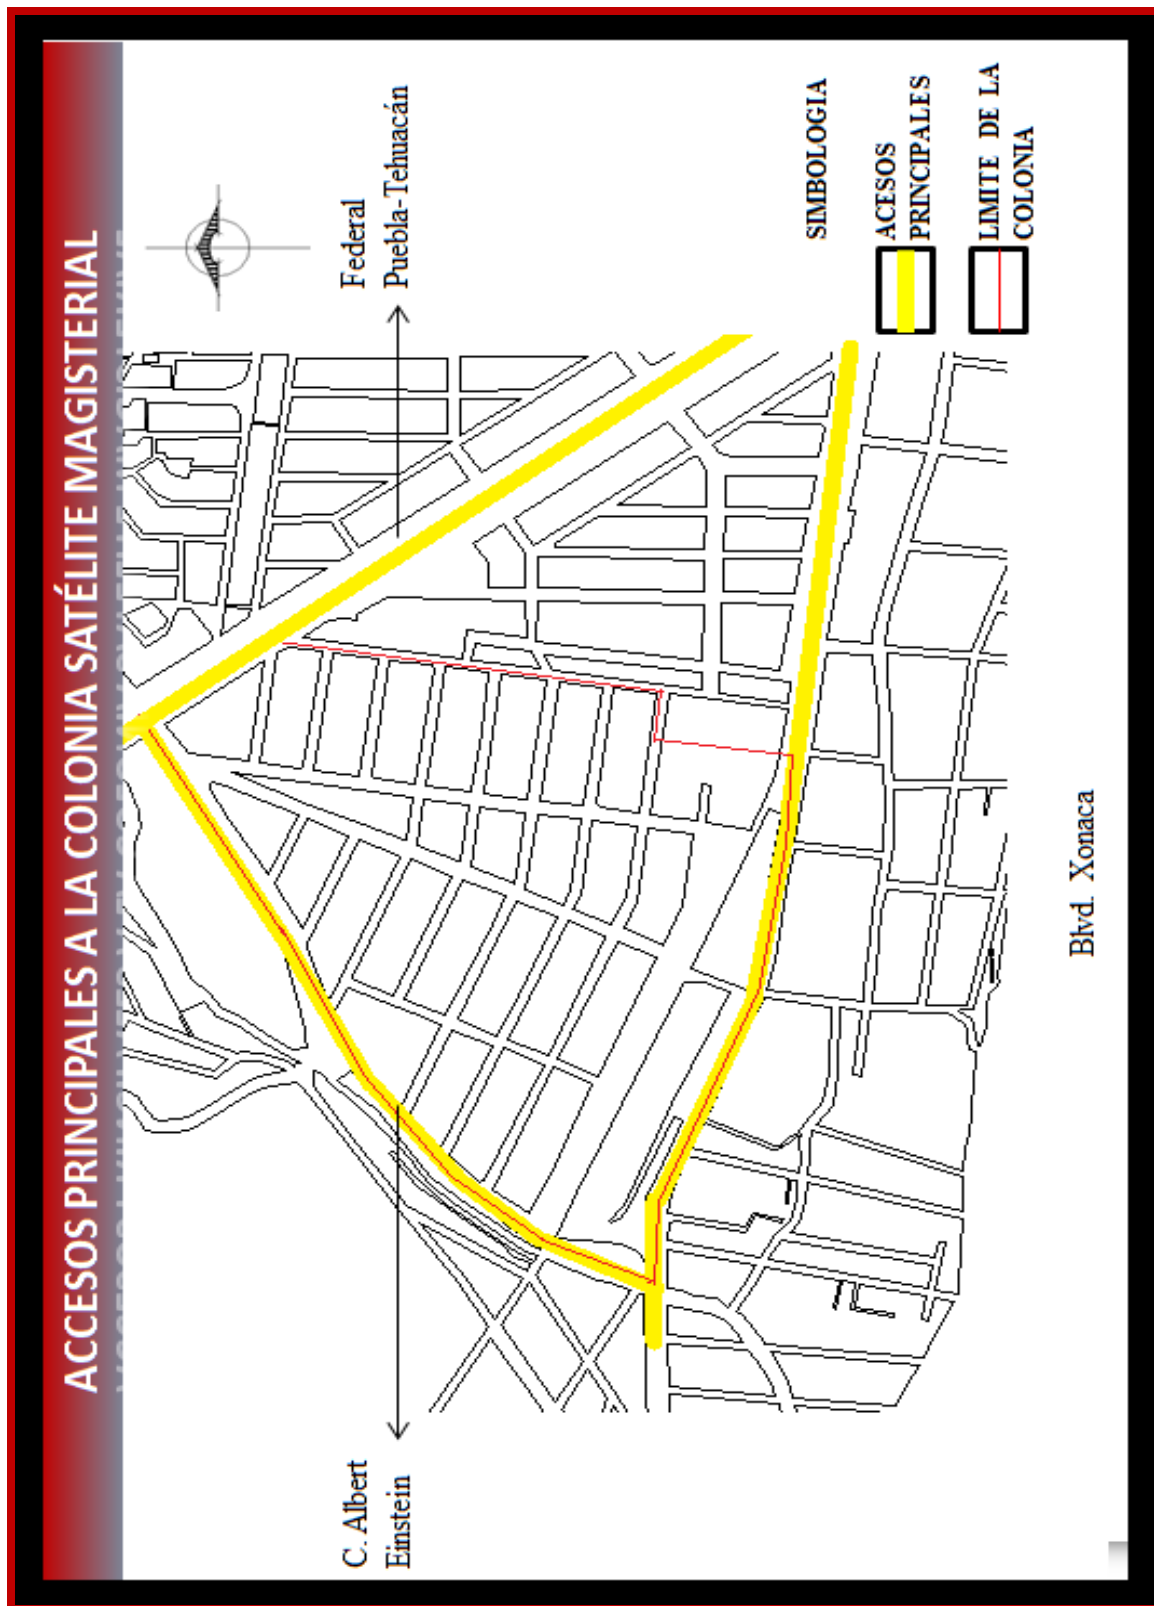 ACCESOS PRINCIPALES A LA COLONIA SATÉLITE MAGISTERIAL
C. Albert
Einstein
Federal
Puebla-Tehuacán
SIMBOLOGIA
ACESOS
PRINCIPALES
LIMITE DE LA
COLONIA
Blvd. Xonaca